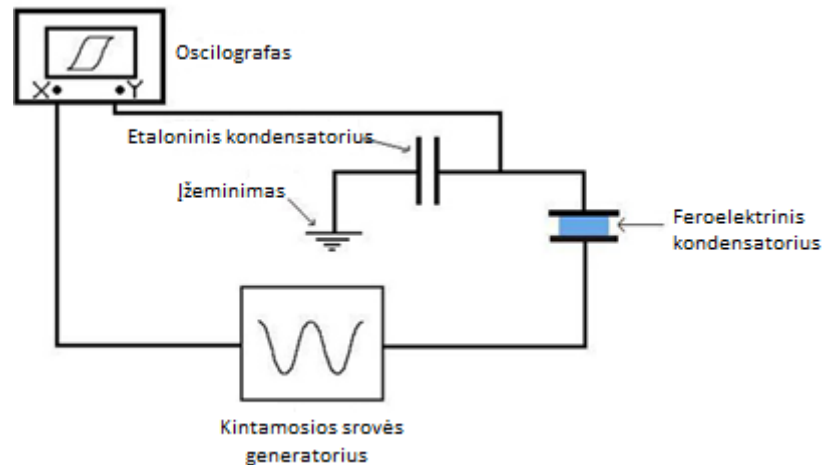 Oscilografas
X Y
Etaloninis kondensatorius
Įžeminimas
Feroelektrinis
kondensatorius
Kintamosios srovės
generatorius